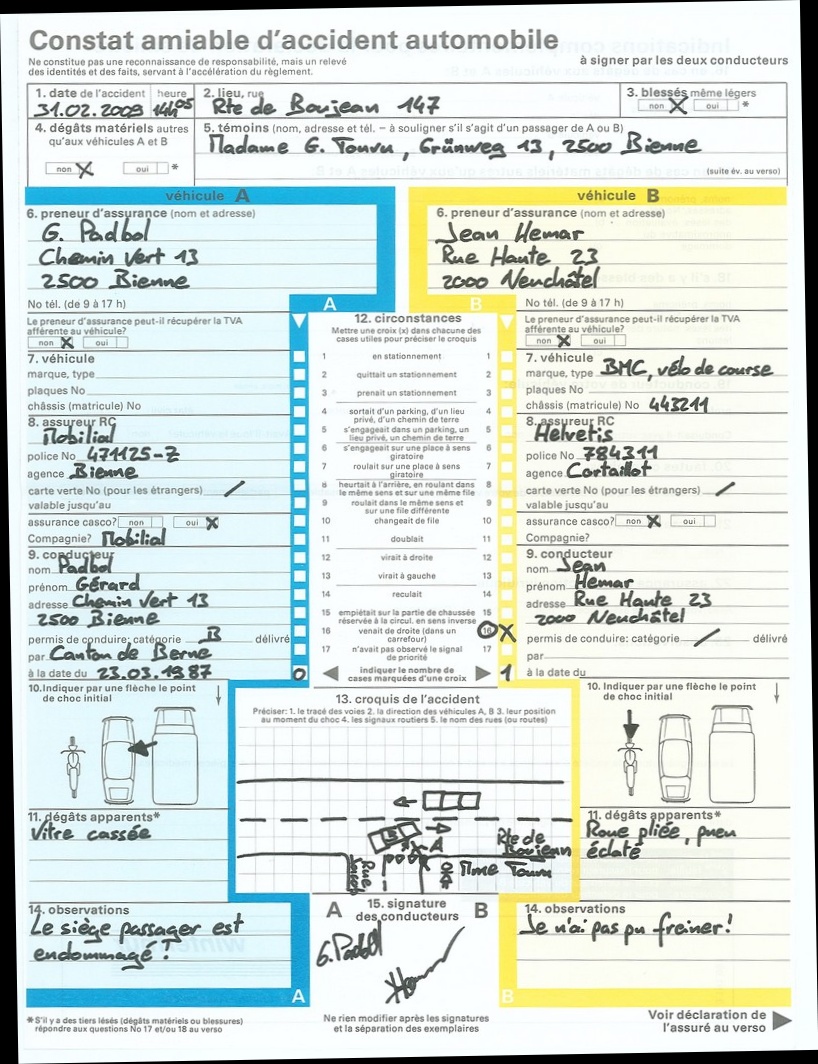 Constat amiable d'accident automobile
Ne constitue pas une reconnaissance de responsabilité, mais un relevé
des identités et des faits, servant à l'accélération du règlement.
à signer par les deux conducteurs
1. date de l'accident heure
31.02.2009 14h05
2. lieu, rue
Rte de Boujean 147
3. blessés même légers
non X oui *
4. dégâts matériels autres
qu'aux véhicules A et B
non X oui *
5. témoins (nom, adresse et tél. – à souligner s'il s'agit d'un passager de A ou B)
Madame G. Tourn, Grünweg 13, 2500 Bienne
(suite év. au verso)
véhicule A
6. preneur d'assurance (nom et adresse)
G. Padbol
Chemin Vert 13
2500 Bienne
No tél. (de 9 à 17 h)
A
Le preneur d'assurance peut-il récupérer la TVA
afférente au véhicule?
non X oui
7. véhicule
marque, type
plaques No
châssis (matricule) No
8. assureur RC
Mobilial
police No 471125-Z
agence Bienne
carte verte No (pour les étrangers) /
valable jusqu'au
assurance casco? non oui X
Compagnie? Mobilial
9. conducteur
nom Padbol
prénom Gérard
adresse Chemin Vert 13
2500 Bienne
permis de conduire: catégorie B délivré
par Canton de Berne
à la date du 23.03.1987
10. Indiquer par une flèche le point
de choc initial
11. dégâts apparents*
Vitre cassée
14. observations
Le siège passager est
endommagé!
A
12. circonstances
Mettre une croix (x) dans chacune des
cases utiles pour préciser le croquis
1 en stationnement 1
2 quittait un stationnement 2
3 prenait un stationnement 3
4 sortait d'un parking, d'un lieu 4
privé, d'un chemin de terre
5 s'engageait dans un parking, un 5
lieu privé, un chemin de terre
6 s'engageait sur une place à sens 6
giratoire
7 roulait sur une place à sens 7
giratoire
8 heurtait à l'arrière, en roulant dans 8
le même sens et sur une même file
9 roulait dans le même sens et 9
sur une file différente
10 changeait de file 10
11 doublait 11
12 virait à droite 12
13 virait à gauche 13
14 reculait 14
15 empiétait sur la partie de chaussée 15
réservée à la circul. en sens inverse
16 venait de droite (dans un 16 X
carrefour)
17 n'avait pas observé le signal 17
de priorité
0 indiquer le nombre de 1
cases marquées d'une croix
13. croquis de l'accident
Préciser: 1. le tracé des voies 2. la direction des véhicules A, B 3. leur position
au moment du choc 4. les signaux routiers 5. le nom des rues (ou routes)
A
Rte de
Boujean
Rue
Mme Tourn
A 15. signature B
des conducteurs
G. Padbol
Ne rien modifier après les signatures
et la séparation des exemplaires
véhicule B
6. preneur d'assurance (nom et adresse)
Jean Hemar
Rue Haute 23
2000 Neuchâtel
No tél. (de 9 à 17 h)
B
Le preneur d'assurance peut-il récupérer la TVA
afférente au véhicule?
non X oui
7. véhicule
marque, type BMC, vélo de course
plaques No
châssis (matricule) No 443211
8. assureur RC
Helvetis
police No 784311
agence Cortaillot
carte verte No (pour les étrangers) /
valable jusqu'au
assurance casco? non X oui
Compagnie?
9. conducteur
nom Jean
prénom Hemar
adresse Rue Haute 23
2000 Neuchâtel
permis de conduire: catégorie / délivré
par
à la date du
10. Indiquer par une flèche le point
de choc initial
11. dégâts apparents*
Roue pliée, pneu
éclaté
14. observations
Je n'ai pas pu freiner!
B
* S'il y a des tiers lésés (dégâts matériels ou blessures)
répondre aux questions No 17 et/ou 18 au verso
Voir déclaration de
l'assuré au verso